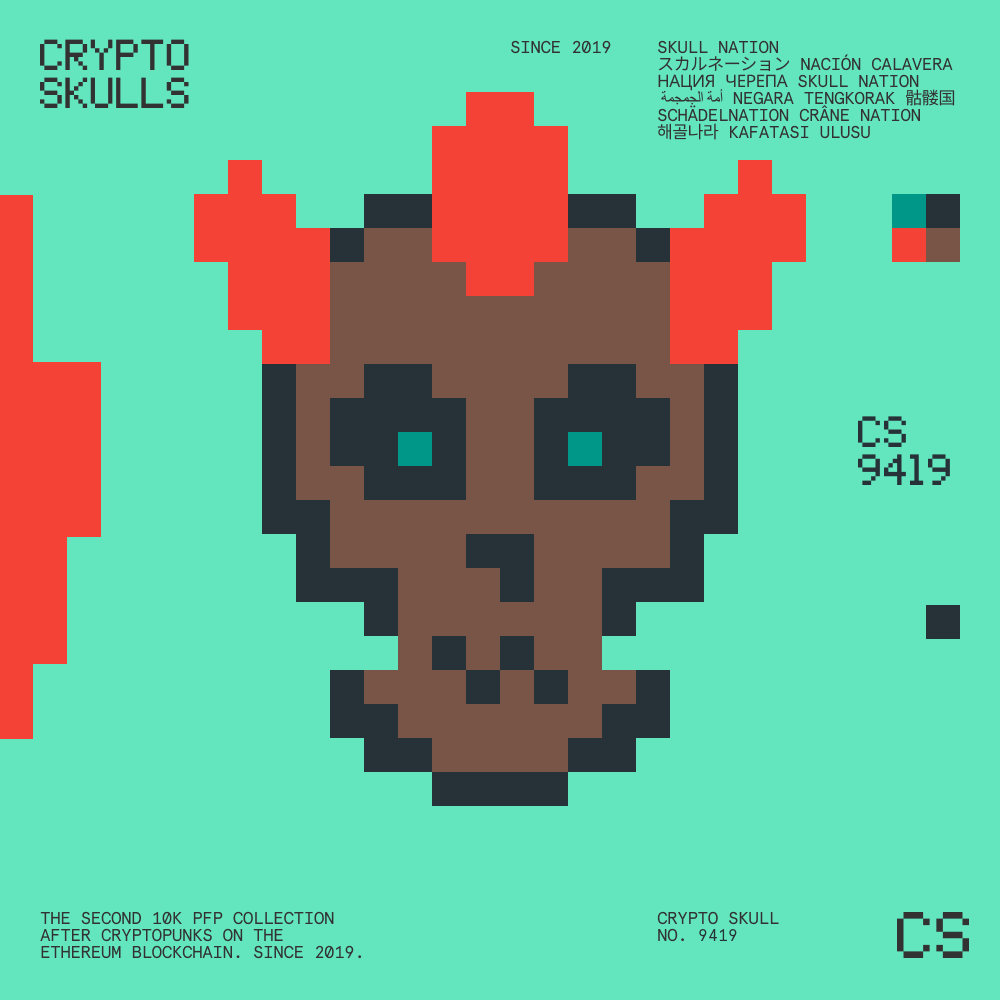 CRYPTO
SKULLS
SINCE 2019
SKULL NATION
スカルネーション NACIÓN CALAVERA
НАЦИЯ ЧЕРЕПА SKULL NATION
أمة الجمجمة NEGARA TENGKORAK 骷髅国
SCHÄDELNATION CRÂNE NATION
해골나라 KAFATASI ULUSU
CS
9419
THE SECOND 10K PFP COLLECTION
AFTER CRYPTOPUNKS ON THE
ETHEREUM BLOCKCHAIN. SINCE 2019.
CRYPTO SKULL
NO. 9419
CS